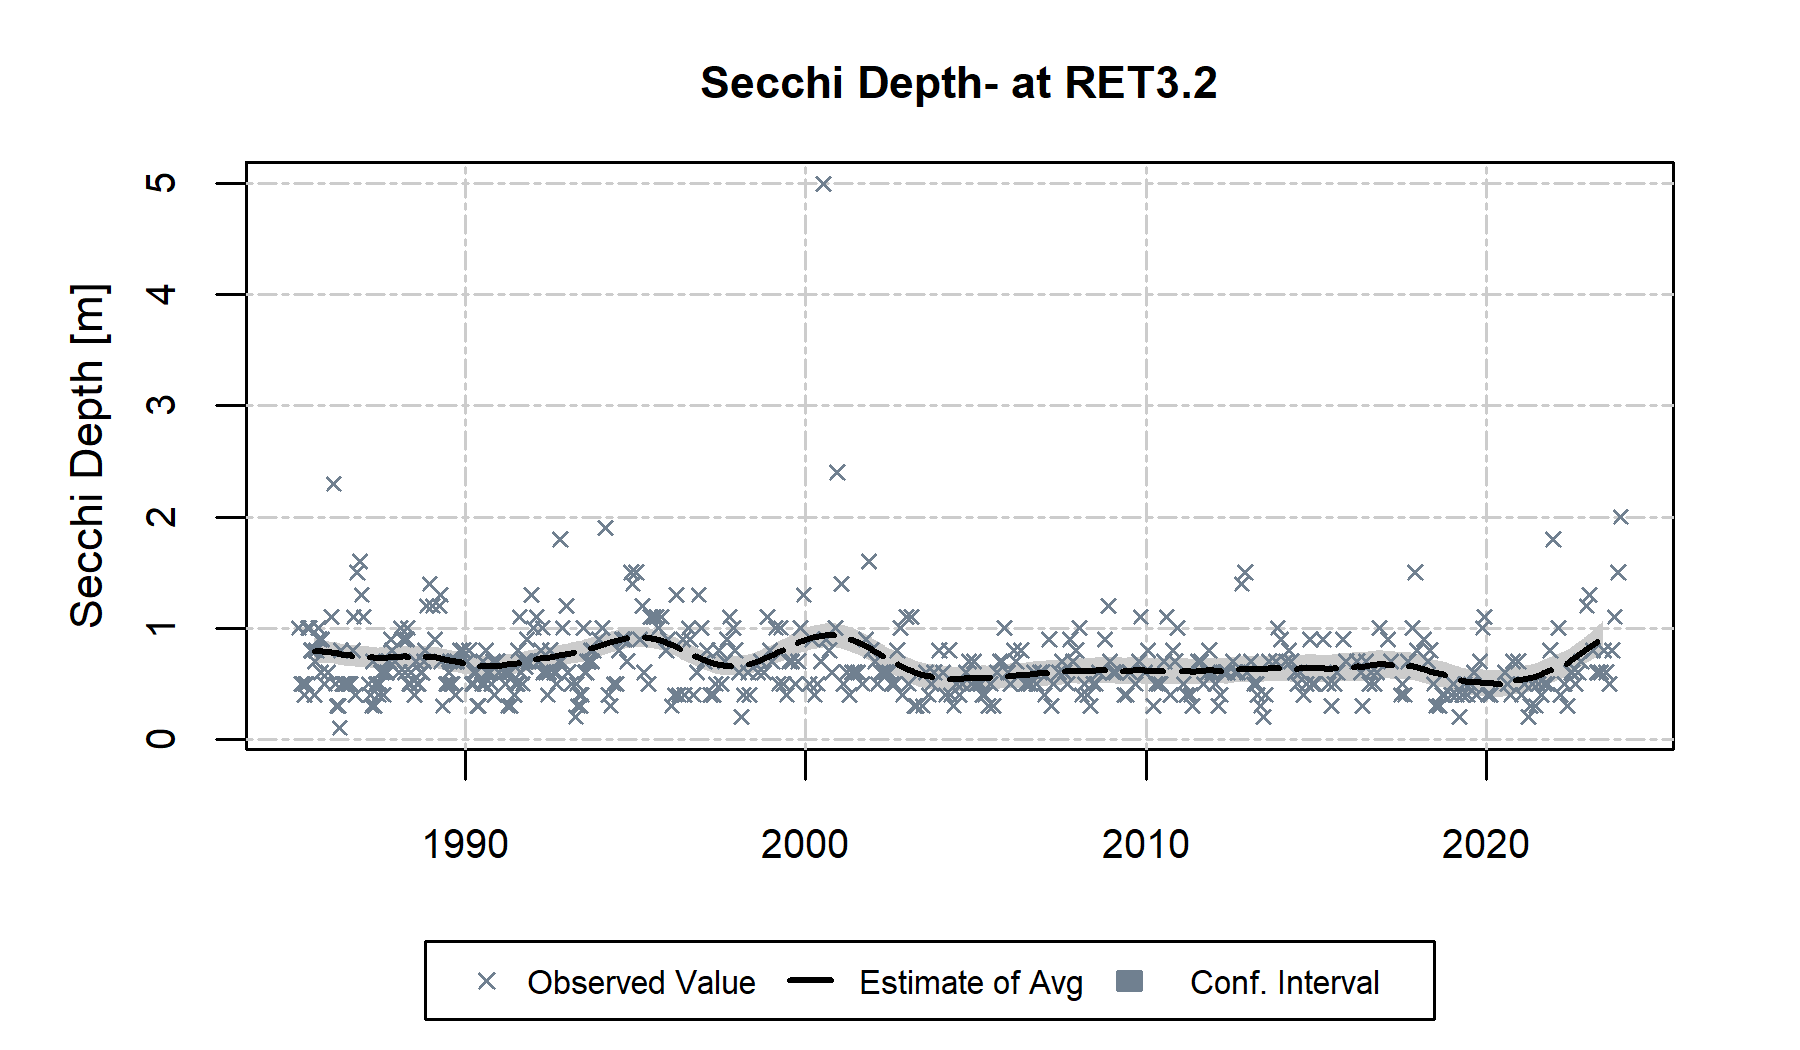 Secchi Depth- at RET3.2
Secchi Depth [m]
5
4
3
2
1
0
1990 2000 2010 2020
Observed Value Estimate of Avg Conf. Interval